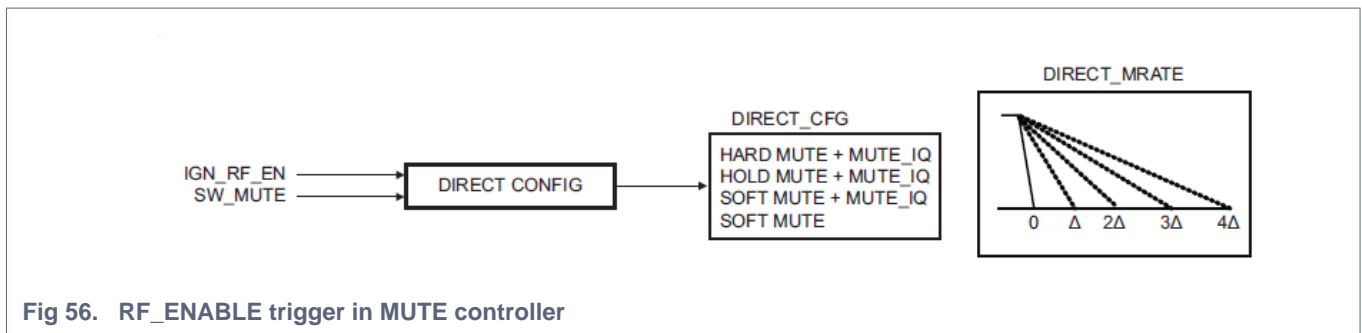 DIRECT_MRATE
DIRECT_CFG
IGN_RF_EN
SW_MUTE
DIRECT CONFIG
HARD MUTE + MUTE_IQ
HOLD MUTE + MUTE_IQ
SOFT MUTE + MUTE_IQ
SOFT MUTE
0 Δ 2Δ 3Δ 4Δ
Fig 56. RF_ENABLE trigger in MUTE controller